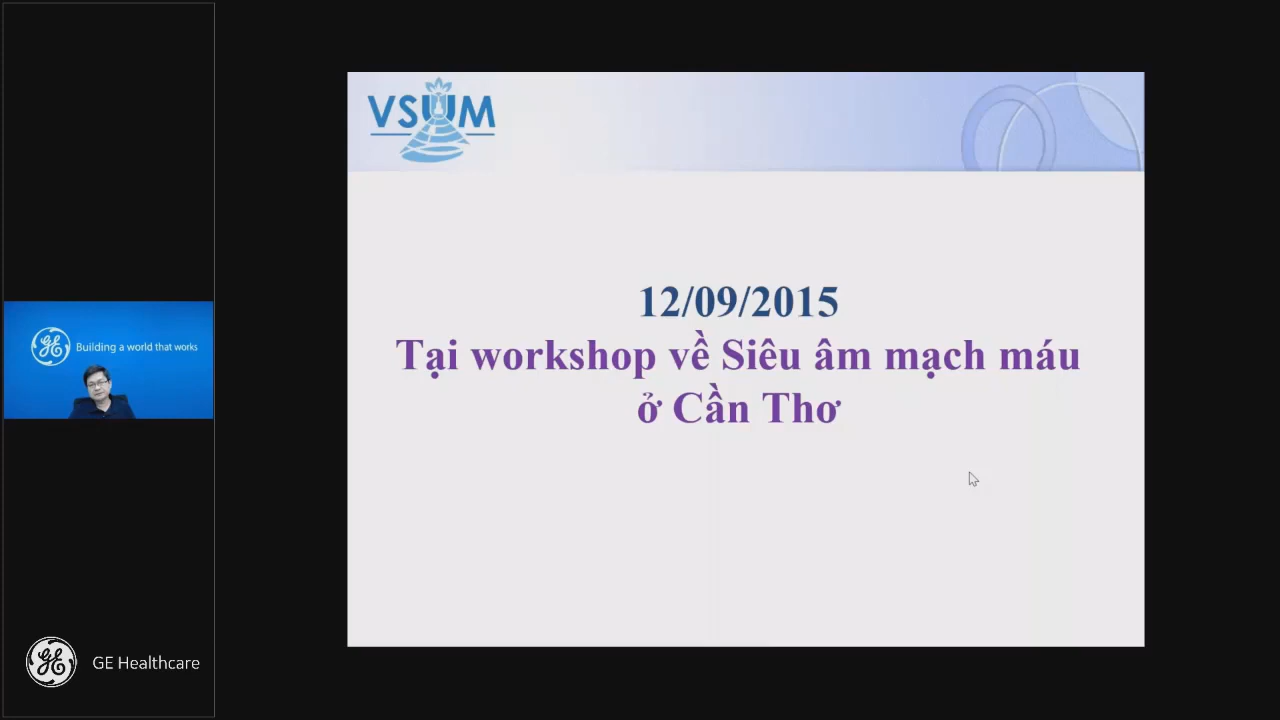 VSUM
12/09/2015
Tại workshop về Siêu âm mạch máu
ở Cần Thơ
Building a world that works
GE Healthcare